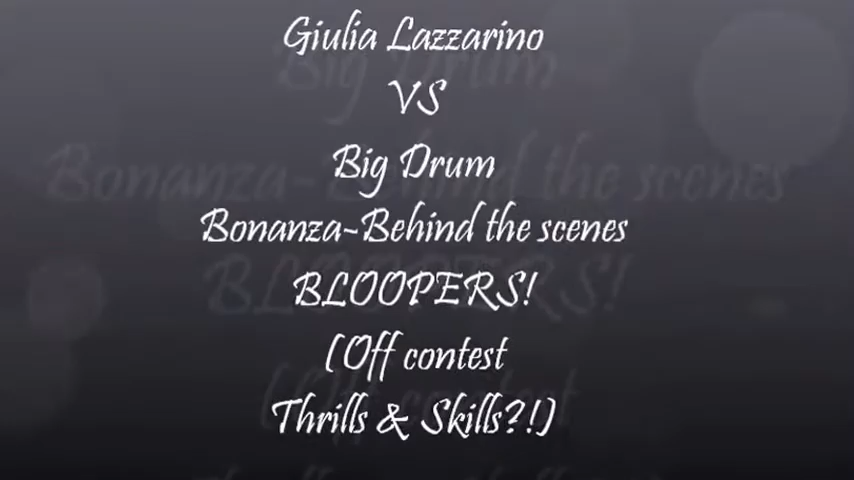 Giulia Lazzarino
VS
Big Drum
Bonanza-Behind the scenes
BLOOPERS!
(Off contest
Thrills & Skills?!)